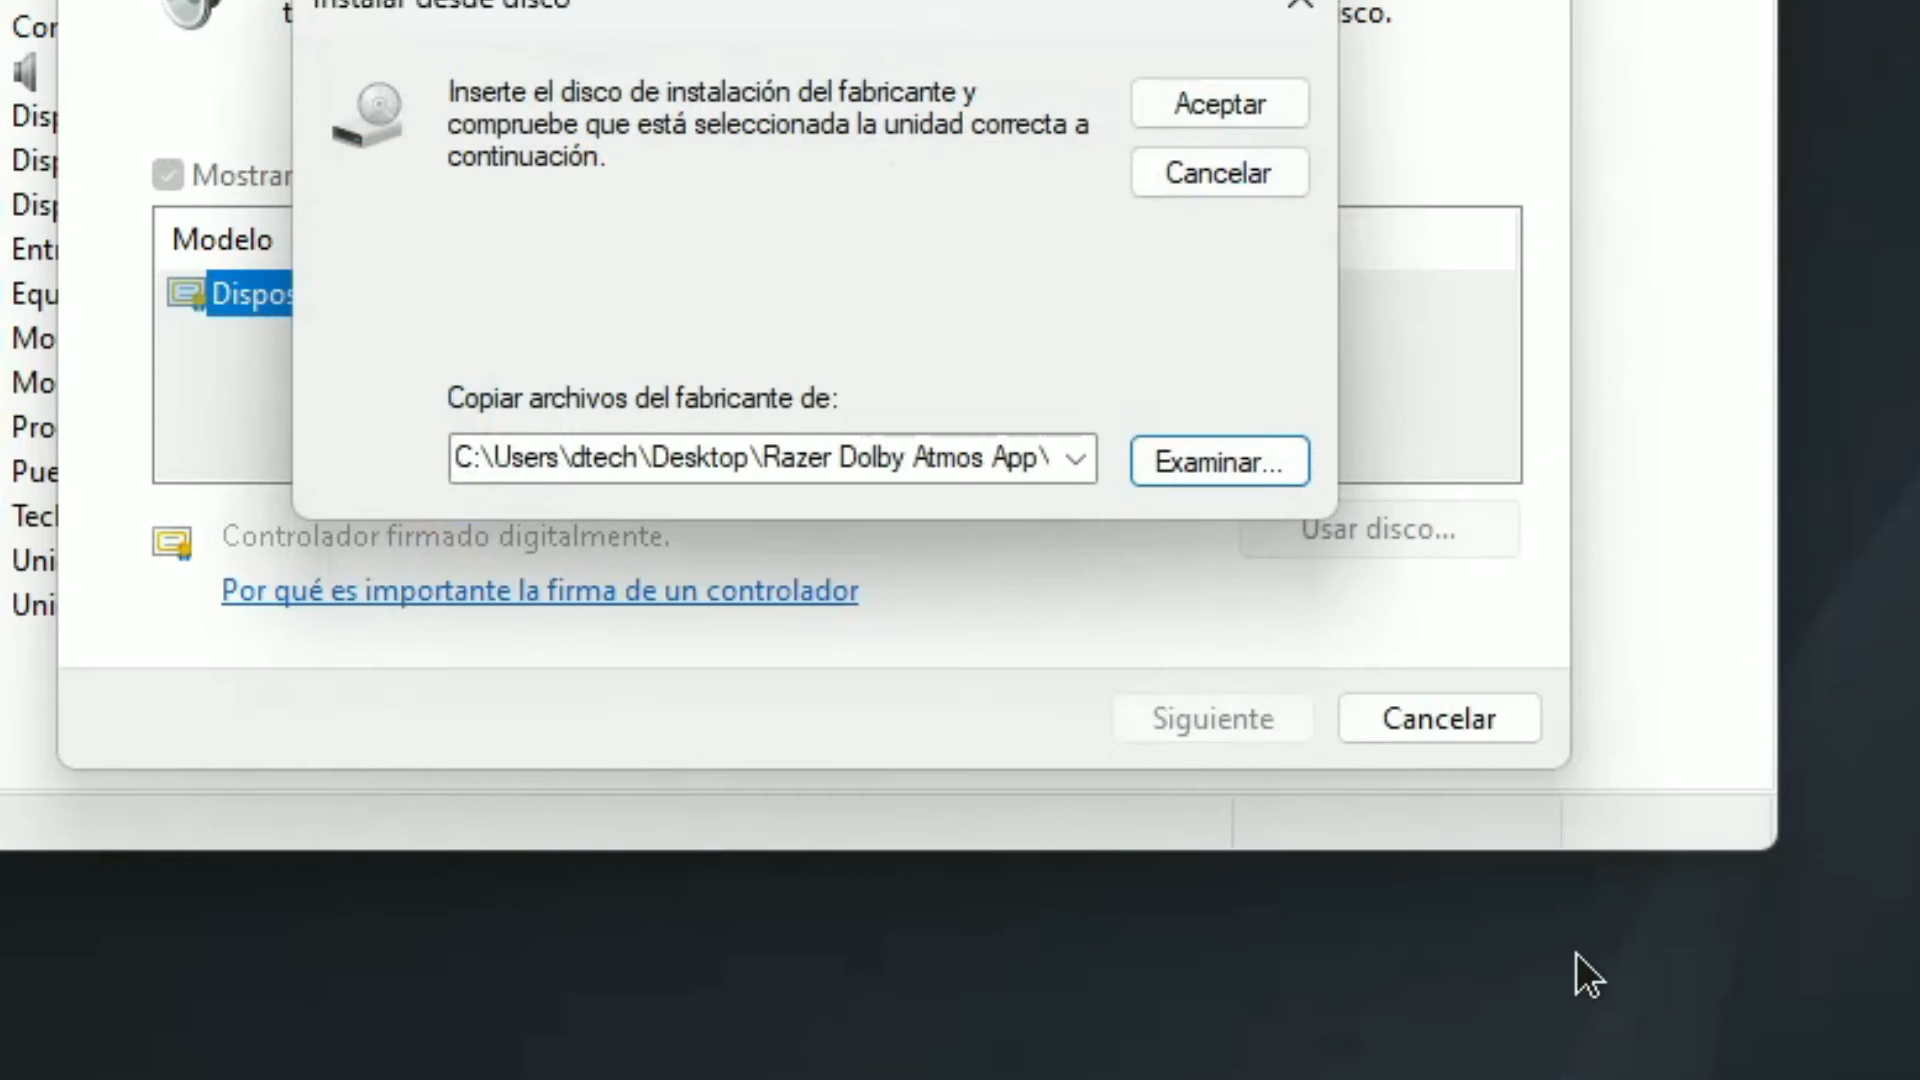 Instalar desde disco
sco.
Inserte el disco de instalación del fabricante y
compruebe que está seleccionada la unidad correcta a
continuación.
Aceptar
Cancelar
Mostrar
Modelo
Dispos
Copiar archivos del fabricante de:
C:\Users\dtech\Desktop\Razer Dolby Atmos App\
Examinar...
Controlador firmado digitalmente.
Usar disco...
Por qué es importante la firma de un controlador
Siguiente
Cancelar
Cor
Disp
Disp
Disp
Entr
Equ
Mo
Mo
Pro
Pue
Tecl
Uni
Uni